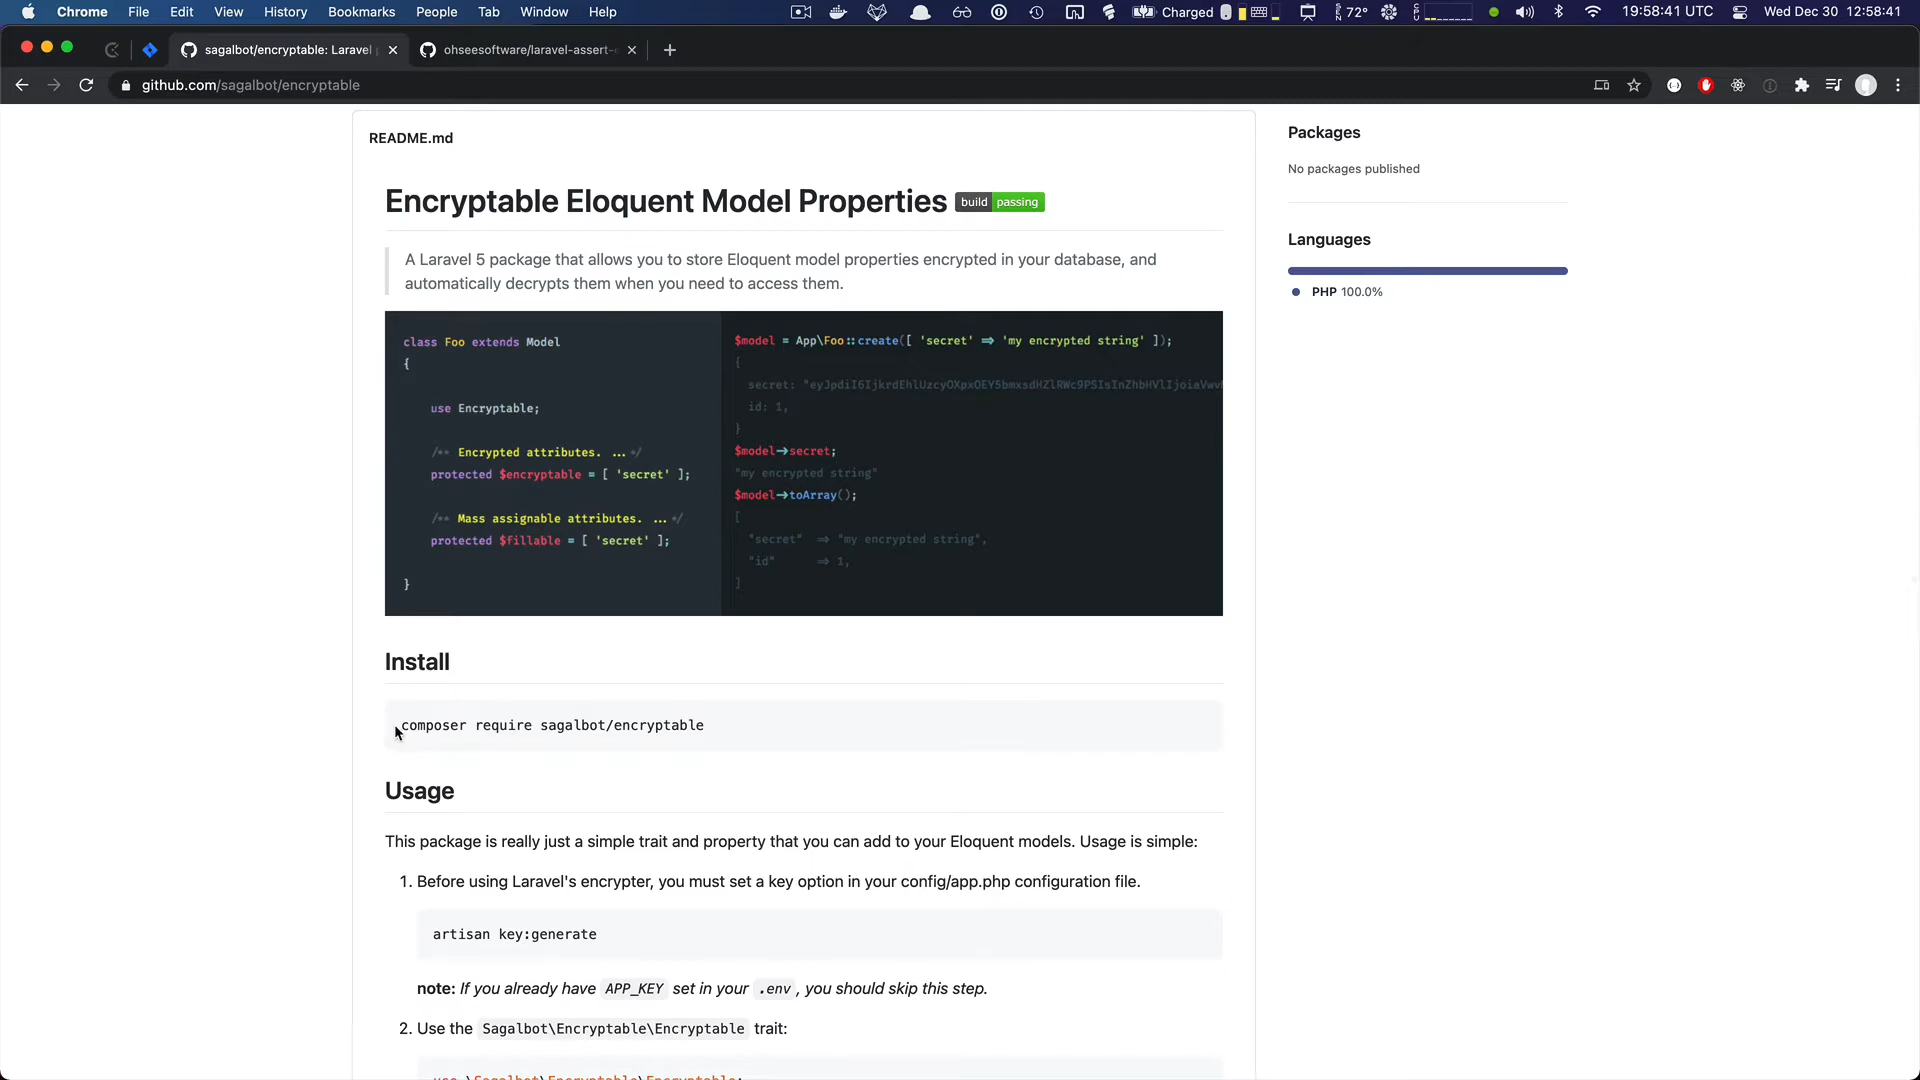 Chrome File Edit View History Bookmarks People Tab Window Help Charged 72° 19:58:41 UTC Wed Dec 30 12:58:41
sagalbot/encryptable: Laravel ohseesoftware/laravel-assert-
github.com/sagalbot/encryptable
README.md
Encryptable Eloquent Model Properties build passing
A Laravel 5 package that allows you to store Eloquent model properties encrypted in your database, and
automatically decrypts them when you need to access them.
class Foo extends Model
{
use Encryptable;
/** Encrypted attributes. ... */
protected $encryptable = [ 'secret' ];
/** Mass assignable attributes. ... */
protected $fillable = [ 'secret' ];
}
$model = App\Foo::create([ 'secret' => 'my encrypted string' ]);
{
id: 1,
}
$model->secret;
"my encrypted string"
$model->toArray();
[
"secret" => "my encrypted string",
"id" => 1,
]
Install
composer require sagalbot/encryptable
Usage
This package is really just a simple trait and property that you can add to your Eloquent models. Usage is simple:
1. Before using Laravel's encrypter, you must set a key option in your config/app.php configuration file.
artisan key:generate
note: If you already have APP_KEY set in your .env , you should skip this step.
2. Use the Sagalbot\Encryptable\Encryptable trait:
use \Sagalbot\Encryptable\Encryptable;
Packages
No packages published
Languages
PHP 100.0%